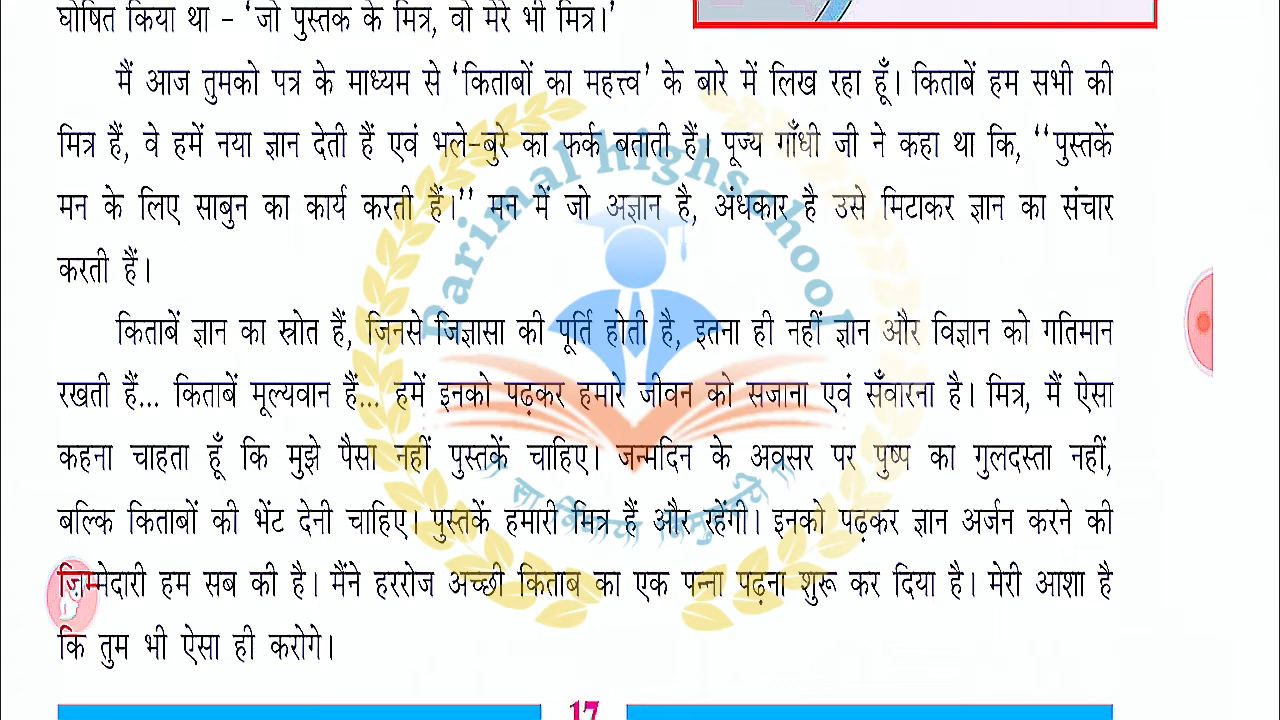 घोषित किया था - 'जो पुस्तक के मित्र, वो मेरे भी मित्र।'
मैं आज तुमको पत्र के माध्यम से 'किताबों का महत्त्व' के बारे में लिख रहा हूँ। किताबें हम सभी की
मित्र हैं, वे हमें नया ज्ञान देती हैं एवं भले-बुरे का फर्क बताती हैं। पूज्य गाँधी जी ने कहा था कि, "पुस्तकें
मन के लिए साबुन का कार्य करती हैं।" मन में जो अज्ञान है, अंधकार है उसे मिटाकर ज्ञान का संचार
करती हैं।
किताबें ज्ञान का स्रोत हैं, जिनसे जिज्ञासा की पूर्ति होती है, इतना ही नहीं ज्ञान और विज्ञान को गतिमान
रखती हैं... किताबें मूल्यवान हैं... हमें इनको पढ़कर हमारे जीवन को सजाना एवं सँवारना है। मित्र, मैं ऐसा
कहना चाहता हूँ कि मुझे पैसा नहीं पुस्तकें चाहिए। जन्मदिन के अवसर पर पुष्प का गुलदस्ता नहीं,
बल्कि किताबों की भेंट देनी चाहिए। पुस्तकें हमारी मित्र हैं और रहेंगी। इनको पढ़कर ज्ञान अर्जन करने की
ज़िम्मेदारी हम सब की है। मैंने हररोज अच्छी किताब का एक पन्ना पढ़ना शुरू कर दिया है। मेरी आशा है
कि तुम भी ऐसा ही करोगे।
17
Parimal highschool
सा विद्या या विमुक्तये